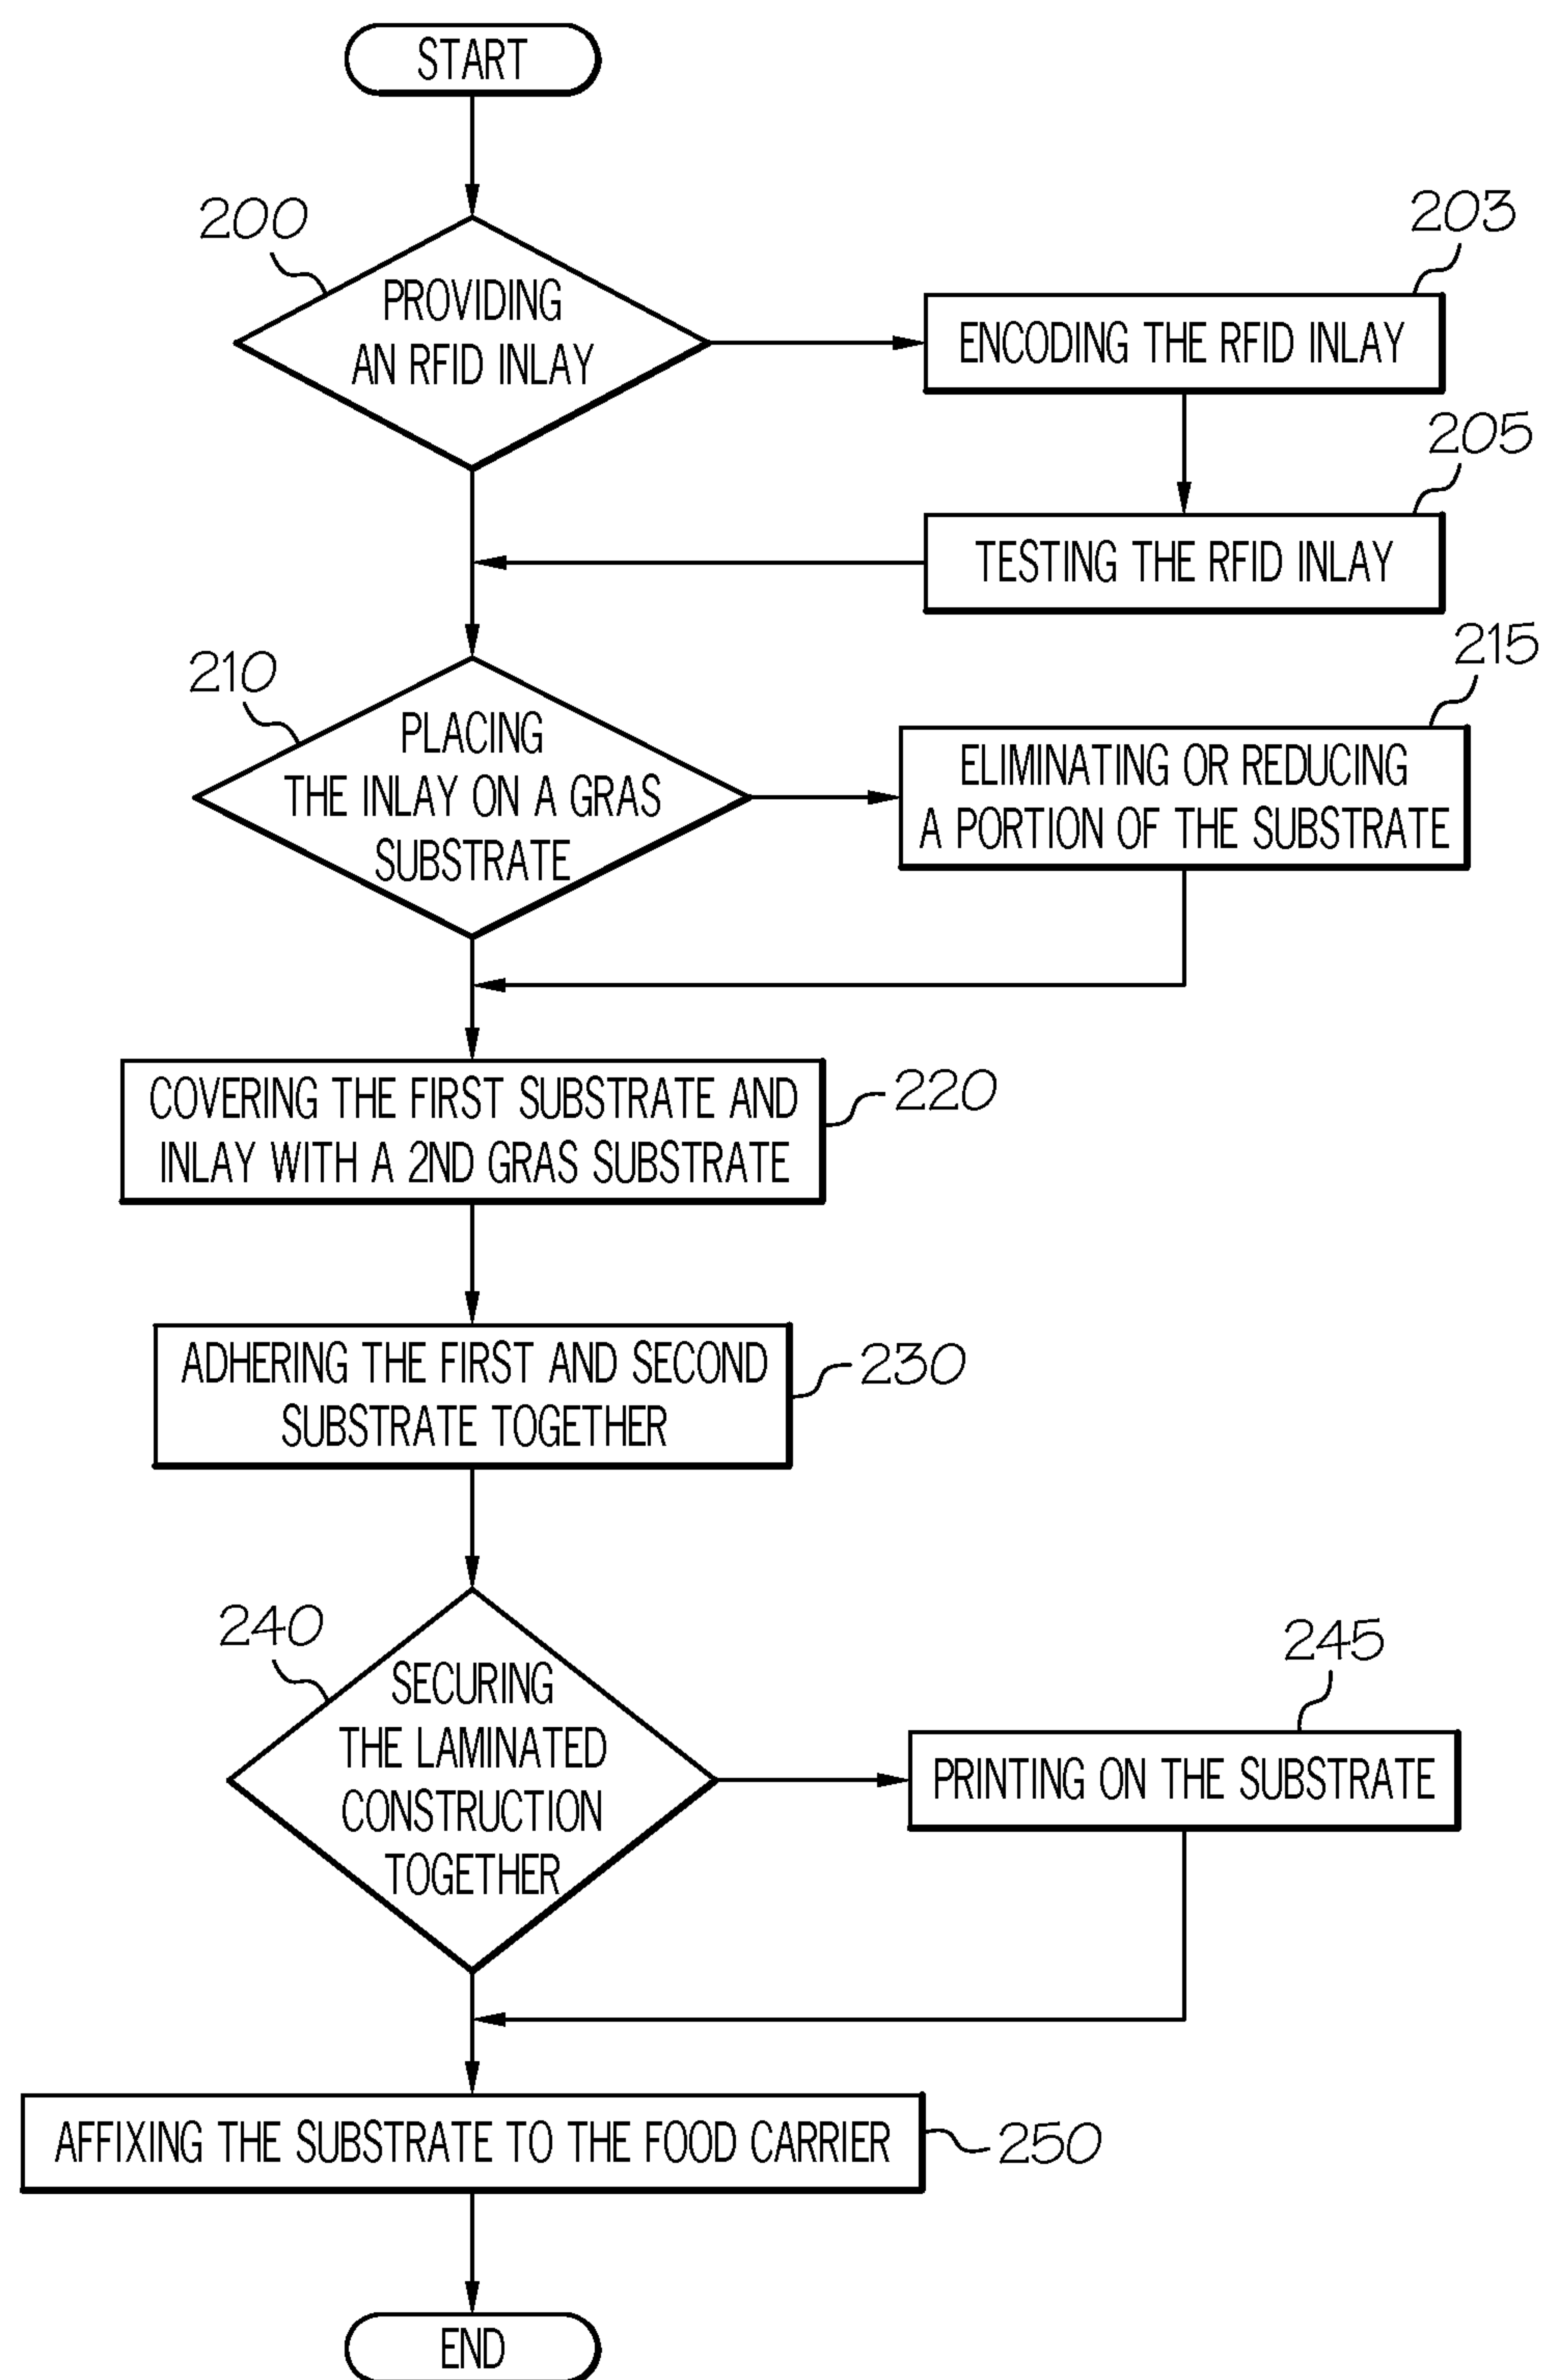 START
200
PROVIDING
AN RFID INLAY
203
ENCODING THE RFID INLAY
205
TESTING THE RFID INLAY
210
PLACING
THE INLAY ON A GRAS
SUBSTRATE
215
ELIMINATING OR REDUCING
A PORTION OF THE SUBSTRATE
COVERING THE FIRST SUBSTRATE AND
INLAY WITH A 2ND GRAS SUBSTRATE
220
ADHERING THE FIRST AND SECOND
SUBSTRATE TOGETHER
230
240
SECURING
THE LAMINATED
CONSTRUCTION
TOGETHER
245
PRINTING ON THE SUBSTRATE
AFFIXING THE SUBSTRATE TO THE FOOD CARRIER
250
END